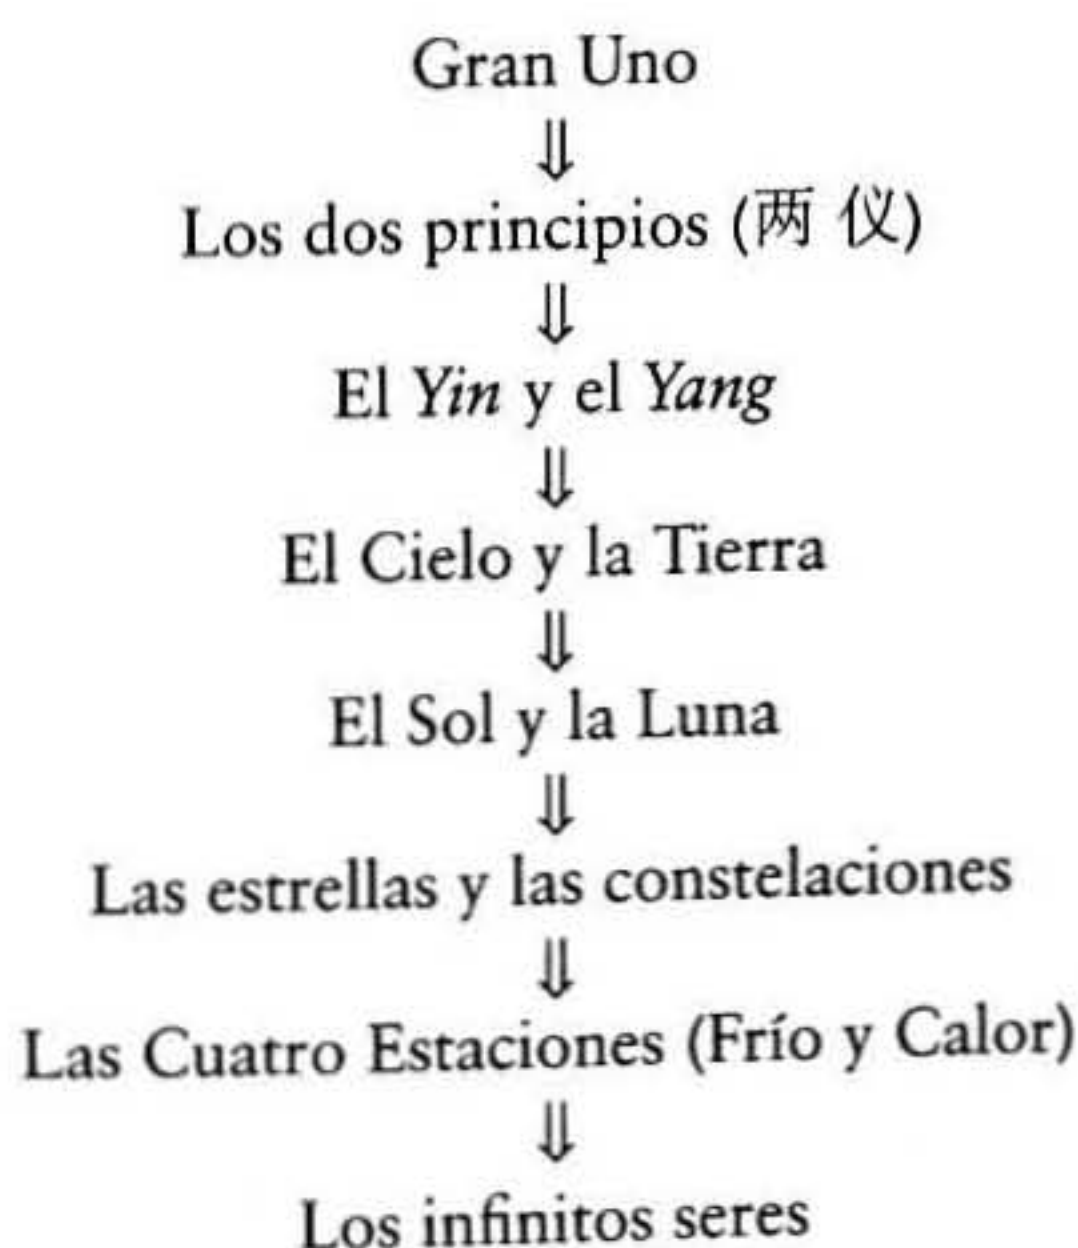 Gran Uno
⇓
Los dos principios (两 仪)
⇓
El Yin y el Yang
⇓
El Cielo y la Tierra
⇓
El Sol y la Luna
⇓
Las estrellas y las constelaciones
⇓
Las Cuatro Estaciones (Frío y Calor)
⇓
Los infinitos seres